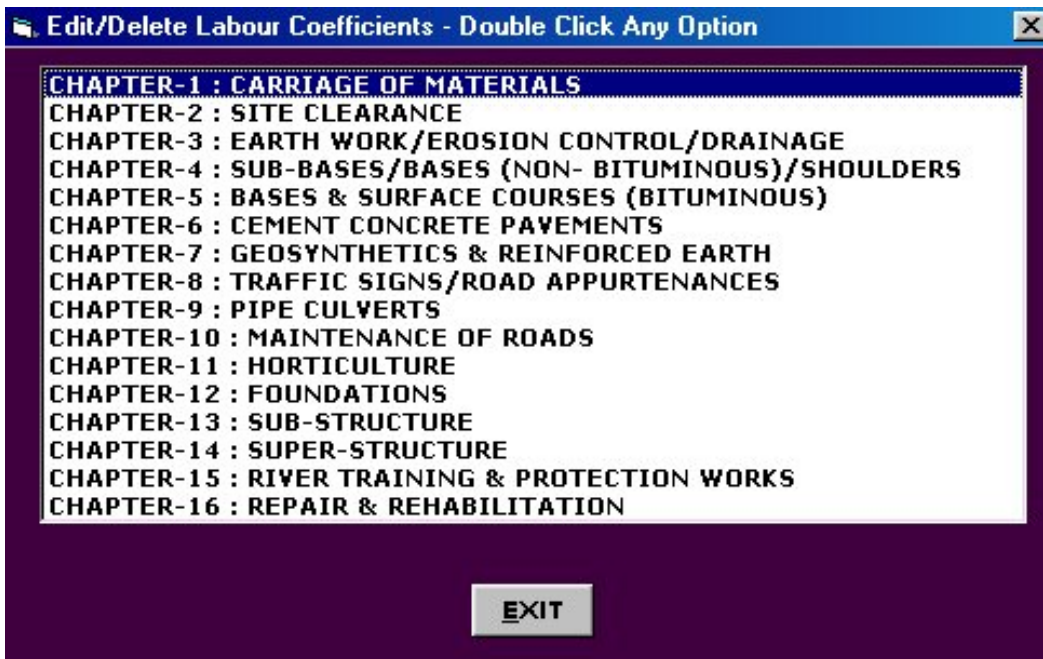 Edit/Delete Labour Coefficients - Double Click Any Option
CHAPTER-1 : CARRIAGE OF MATERIALS
CHAPTER-2 : SITE CLEARANCE
CHAPTER-3 : EARTH WORK/EROSION CONTROL/DRAINAGE
CHAPTER-4 : SUB-BASES/BASES (NON- BITUMINOUS)/SHOULDERS
CHAPTER-5 : BASES & SURFACE COURSES (BITUMINOUS)
CHAPTER-6 : CEMENT CONCRETE PAVEMENTS
CHAPTER-7 : GEOSYNTHETICS & REINFORCED EARTH
CHAPTER-8 : TRAFFIC SIGNS/ROAD APPURTENANCES
CHAPTER-9 : PIPE CULVERTS
CHAPTER-10 : MAINTENANCE OF ROADS
CHAPTER-11 : HORTICULTURE
CHAPTER-12 : FOUNDATIONS
CHAPTER-13 : SUB-STRUCTURE
CHAPTER-14 : SUPER-STRUCTURE
CHAPTER-15 : RIVER TRAINING & PROTECTION WORKS
CHAPTER-16 : REPAIR & REHABILITATION
EXIT